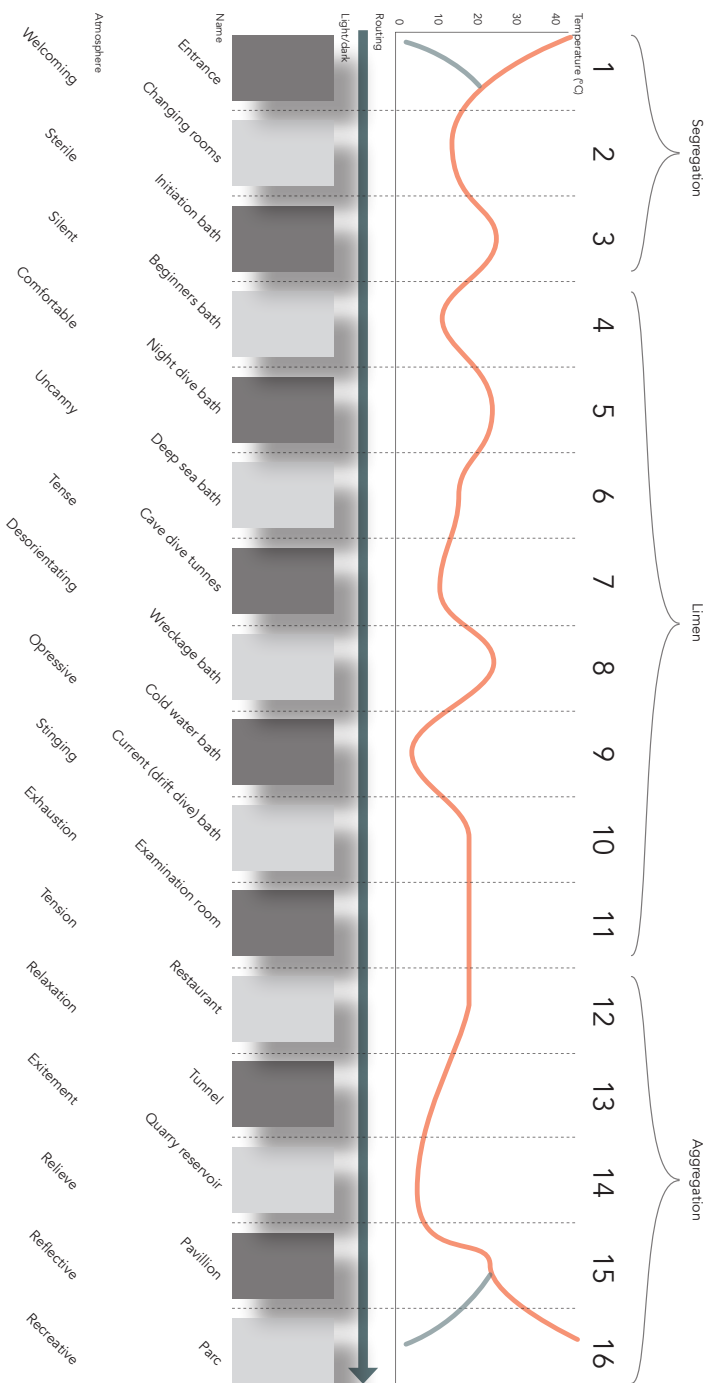 Segregation
Limen
Aggregation
1
2
3
4
5
6
7
8
9
10
11
12
13
14
15
16
Temperature (°C)
40
30
20
10
0
Routing
Light/dark
Name
Entrance
Changing rooms
Initiation bath
Beginners bath
Night dive bath
Deep sea bath
Cave dive tunnes
Wreckage bath
Cold water bath
Current (drift dive) bath
Examination room
Restaurant
Tunnel
Quarry reservoir
Pavillion
Parc
Atmosphere
Welcoming
Sterile
Silent
Comfortable
Uncanny
Tense
Desorientating
Opressive
Stinging
Exhaustion
Tension
Relaxation
Exitement
Relieve
Reflective
Recreative